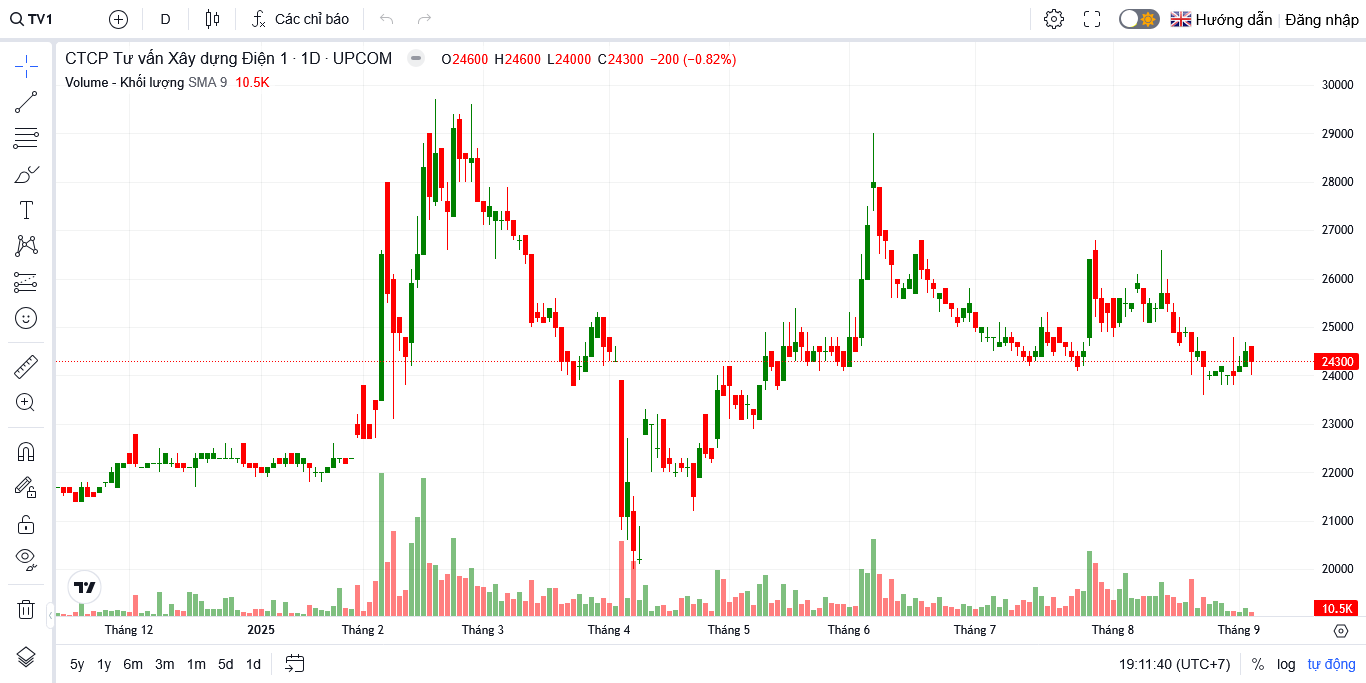 TV1 D Các chỉ báo Hướng dẫn Đăng nhập
CTCP Tư vấn Xây dựng Điện 1 · 1D · UPCOM O24600 H24600 L24000 C24300 −200 (−0.82%)
Volume - Khối lượng SMA 9 10.5K
30000
29000
28000
27000
26000
25000
24300
24000
23000
22000
21000
20000
10.5K
Tháng 12 2025 Tháng 2 Tháng 3 Tháng 4 Tháng 5 Tháng 6 Tháng 7 Tháng 8 Tháng 9
5y 1y 6m 3m 1m 5d 1d 19:11:40 (UTC+7) % log tự động